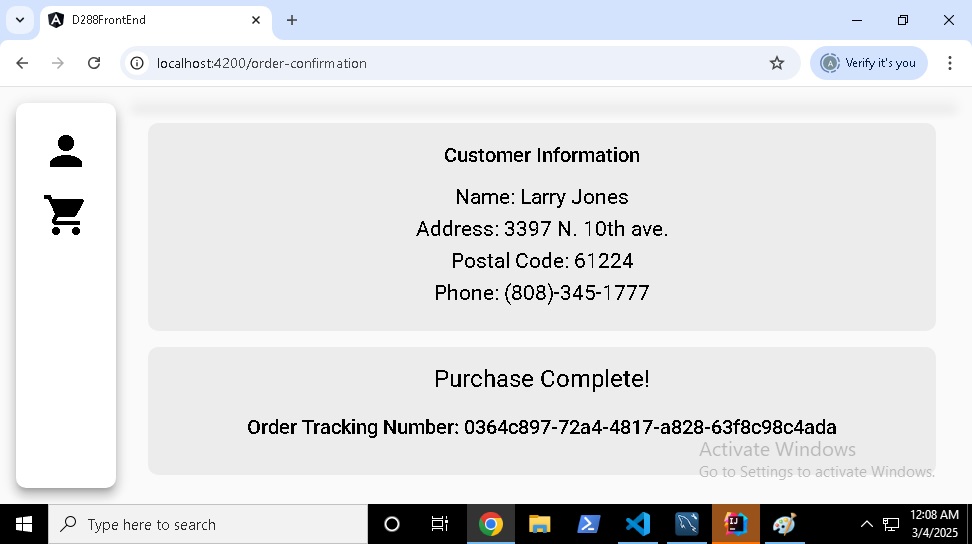 D288FrontEnd
localhost:4200/order-confirmation
Verify it's you
Customer Information
Name: Larry Jones
Address: 3397 N. 10th ave.
Postal Code: 61224
Phone: (808)-345-1777
Purchase Complete!
Order Tracking Number: 0364c897-72a4-4817-a828-63f8c98c4ada
Activate Windows
Go to Settings to activate Windows.
Type here to search
12:08 AM
3/4/2025